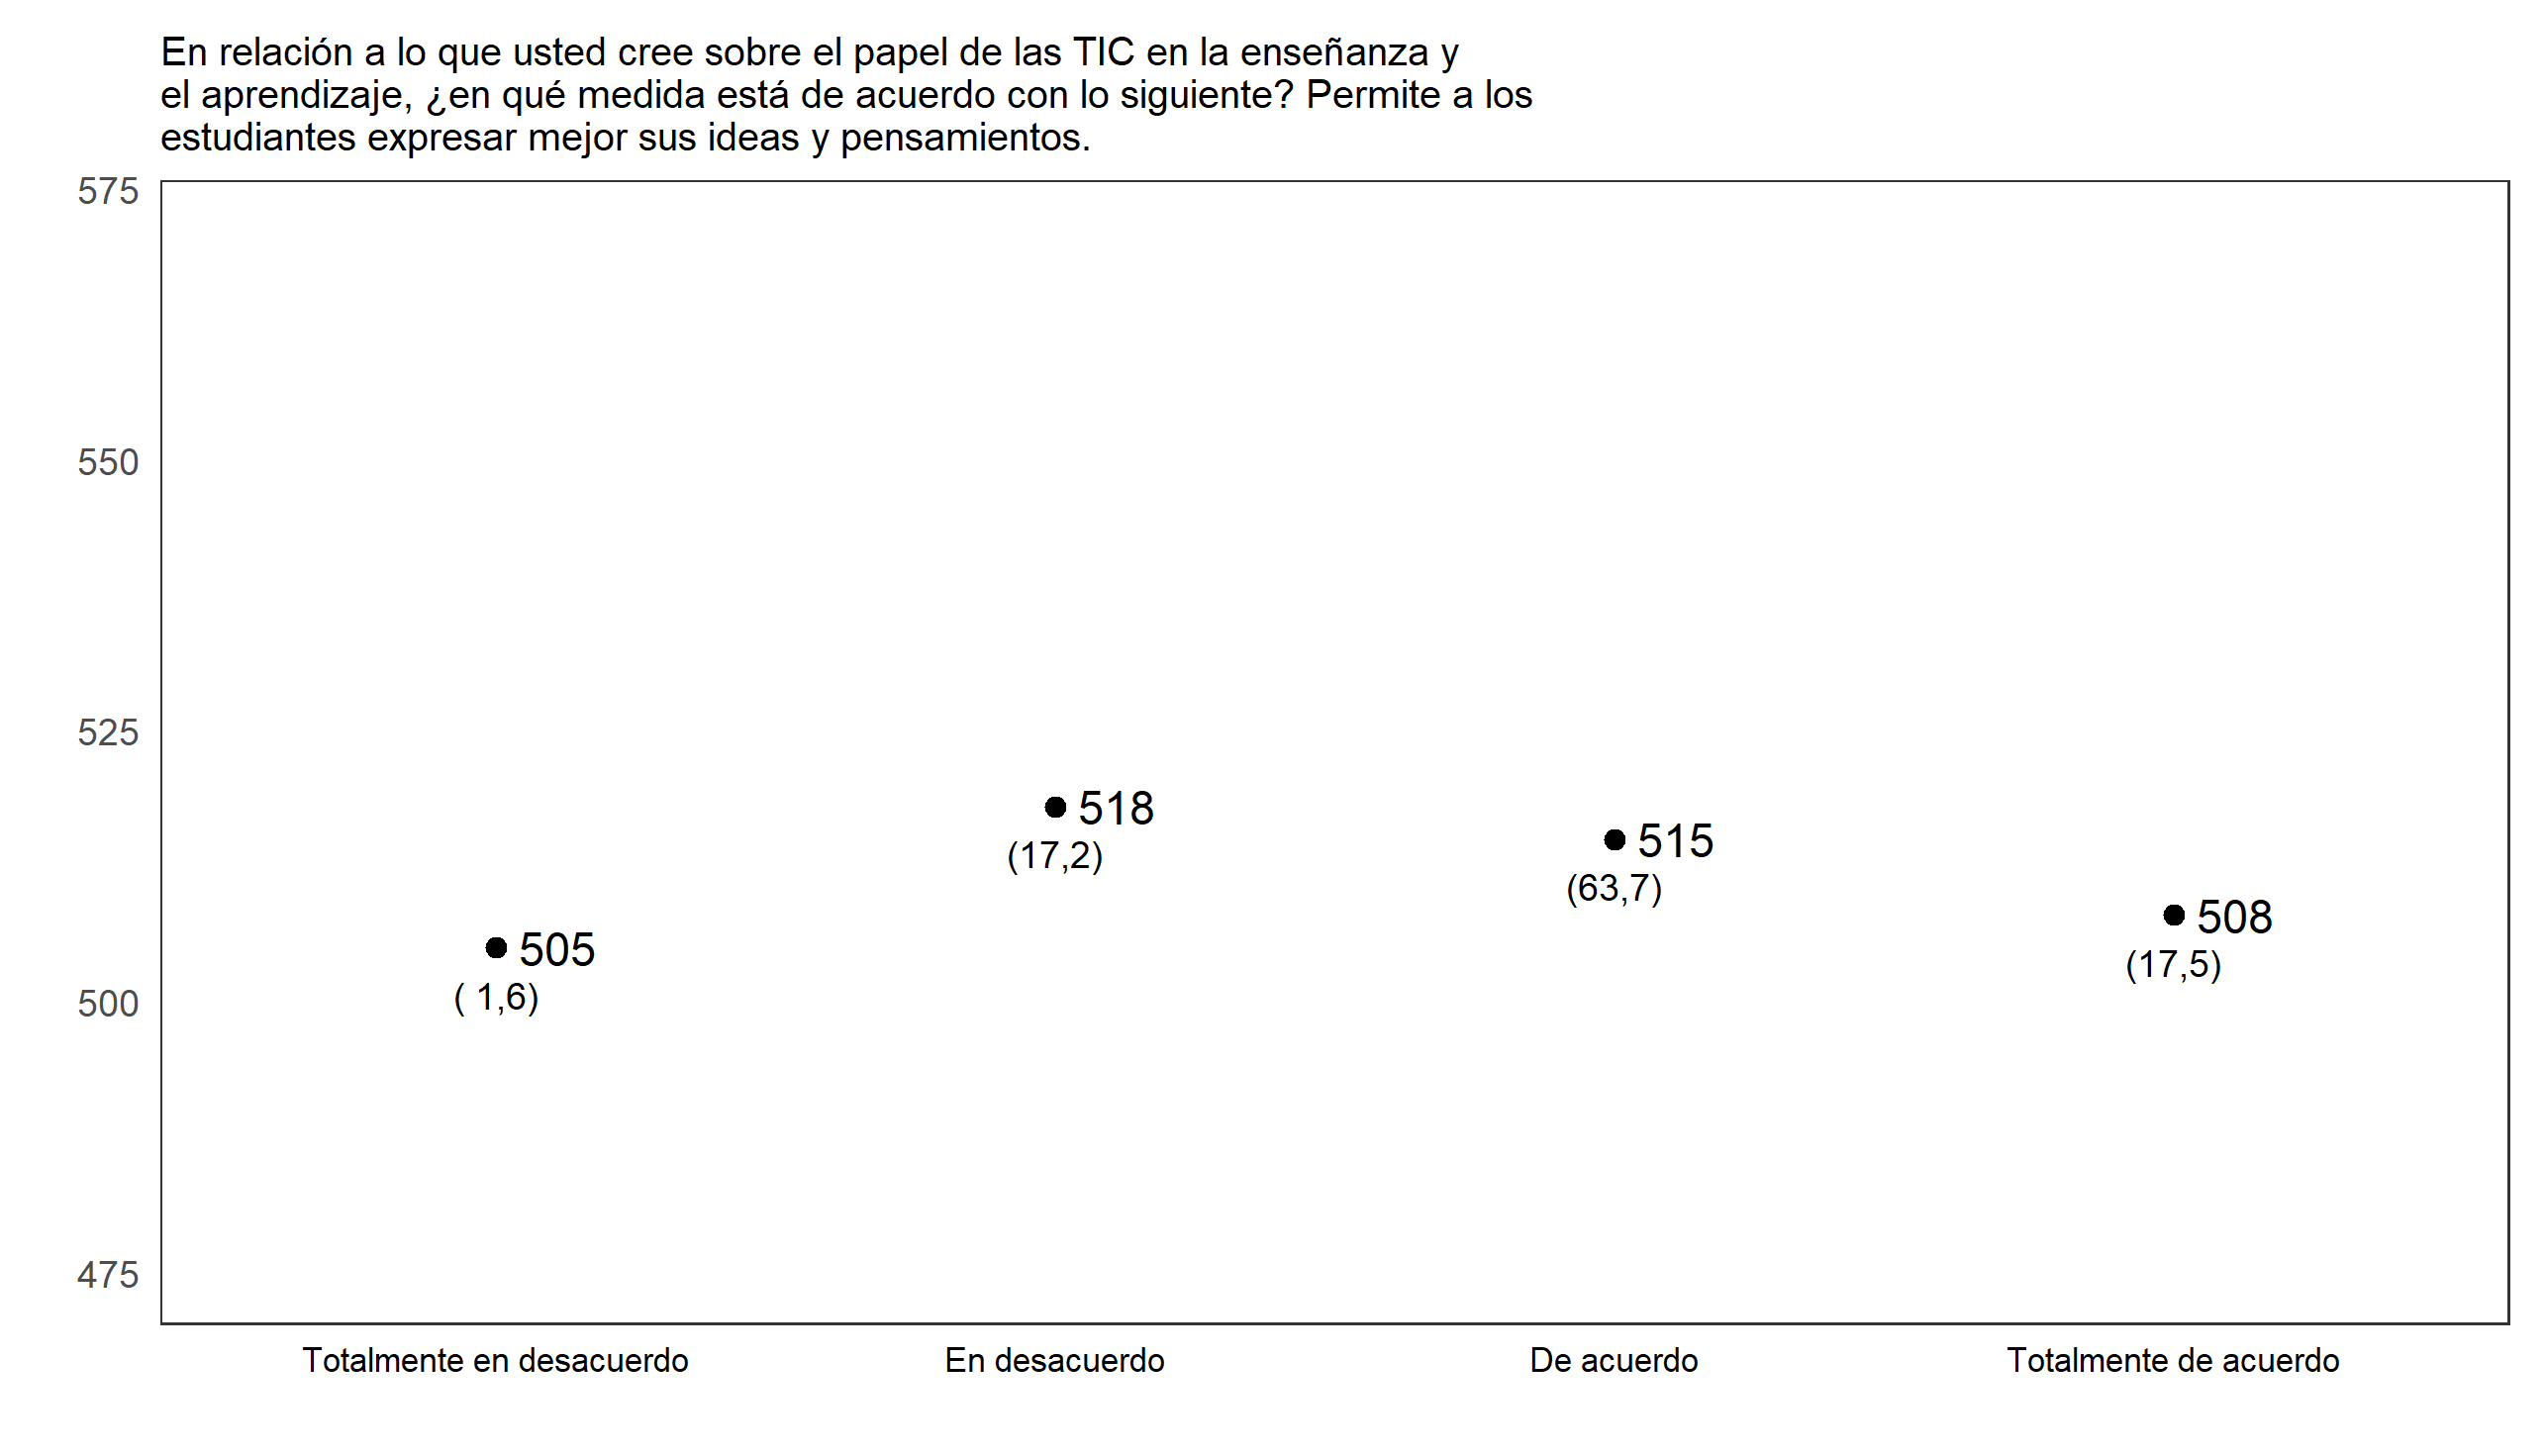 En relación a lo que usted cree sobre el papel de las TIC en la enseñanza y
el aprendizaje, ¿en qué medida está de acuerdo con lo siguiente? Permite a los
estudiantes expresar mejor sus ideas y pensamientos.
575
550
525
500
475
505
( 1,6)
518
(17,2)
515
(63,7)
508
(17,5)
Totalmente en desacuerdo
En desacuerdo
De acuerdo
Totalmente de acuerdo